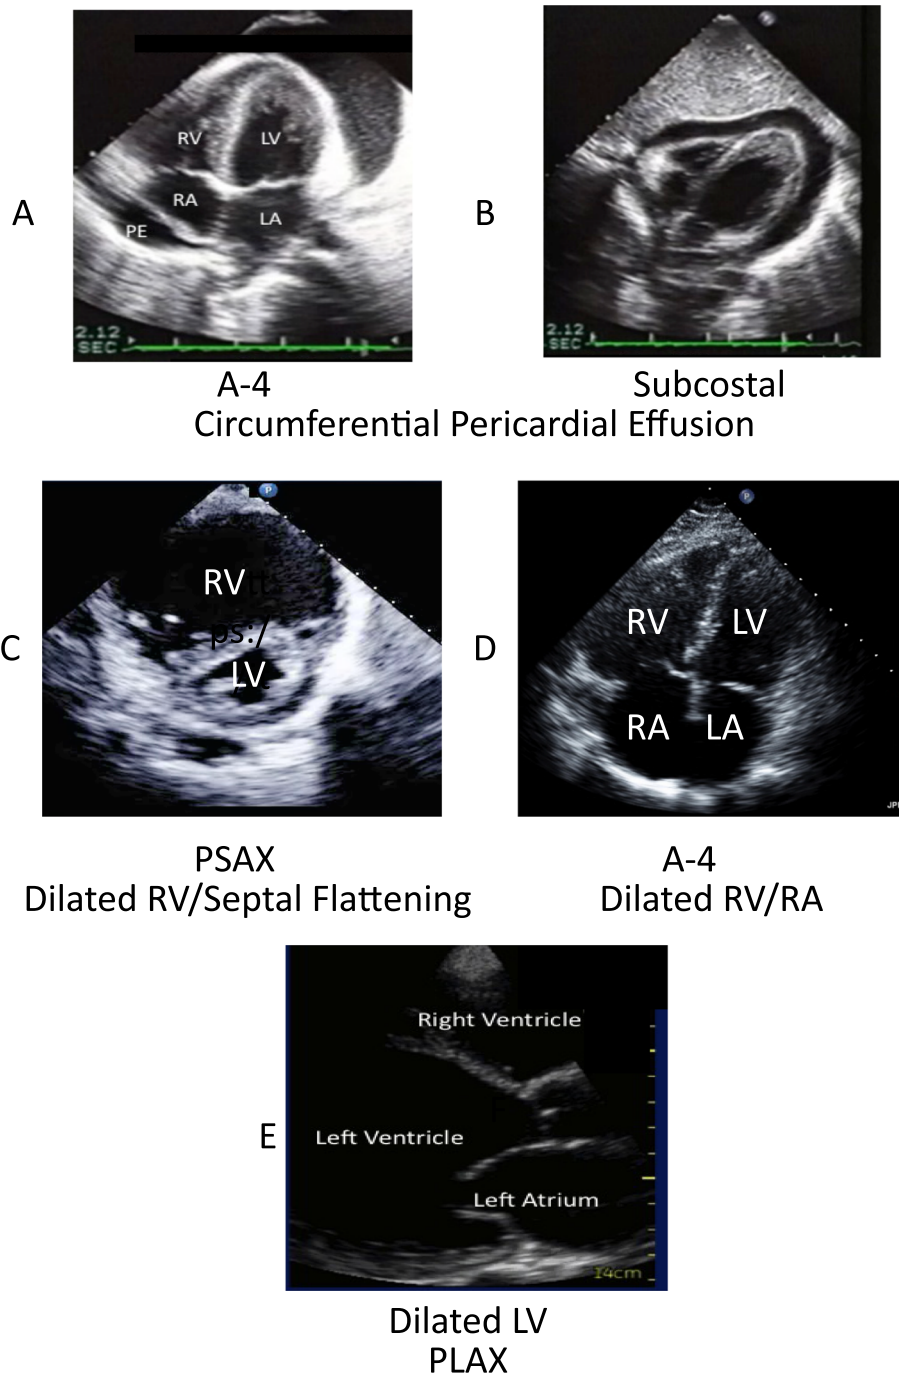 A
RV
LV
RA
LA
PE
2.12
SEC
A-4
B
P
2.12
SEC
Subcostal
Circumferential Pericardial Effusion
C
P
RV
ps:/
LV
PSAX
Dilated RV/Septal Flattening
D
P
RV
LV
RA
LA
A-4
Dilated RV/RA
E
Right Ventricle
Left Ventricle
Left Atrium
14cm
Dilated LV
PLAX